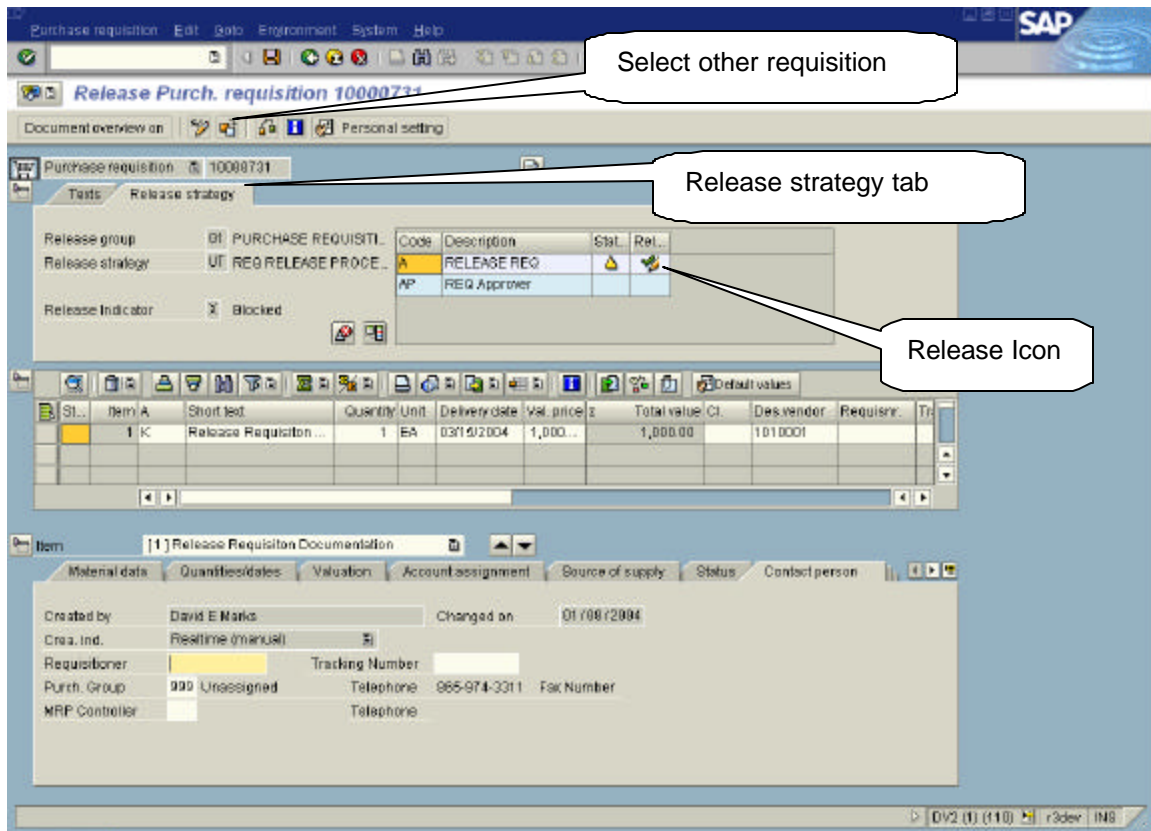 Purchase requisition Edit Goto Environment System Help
SAP
Select other requisition
Release Purch. requisition 10000731
Document overview on Personal setting
Purchase requisition 10000731
Release strategy tab
Texts Release strategy
Release group 01 PURCHASE REQUISITI..
Code Description Stat.. Rel...
Release strategy UT REQ RELEASE PROCE..
A RELEASE REQ
AP REQ Approver
Release Indicator X Blocked
Release Icon
Default values
St... Item A Short text Quantity Unit Delivery date Val. price Σ Total value C I. Des.vendor Requisnr. Tr
1 K Release Requisiton ... 1 EA 03/15/2004 1,000... 1,000.00 1010001
Item [1] Release Requisiton Documentation
Material data Quantities/dates Valuation Account assignment Source of supply Status Contact person
Created by David E Marks Changed on 01/08/2004
Crea. ind. Realtime (manual)
Requisitioner Tracking Number
Purch. Group 999 Unassigned Telephone 865-974-3311 Fax Number
MRP Controller Telephone
DV2 (1) (110) r3dev INS